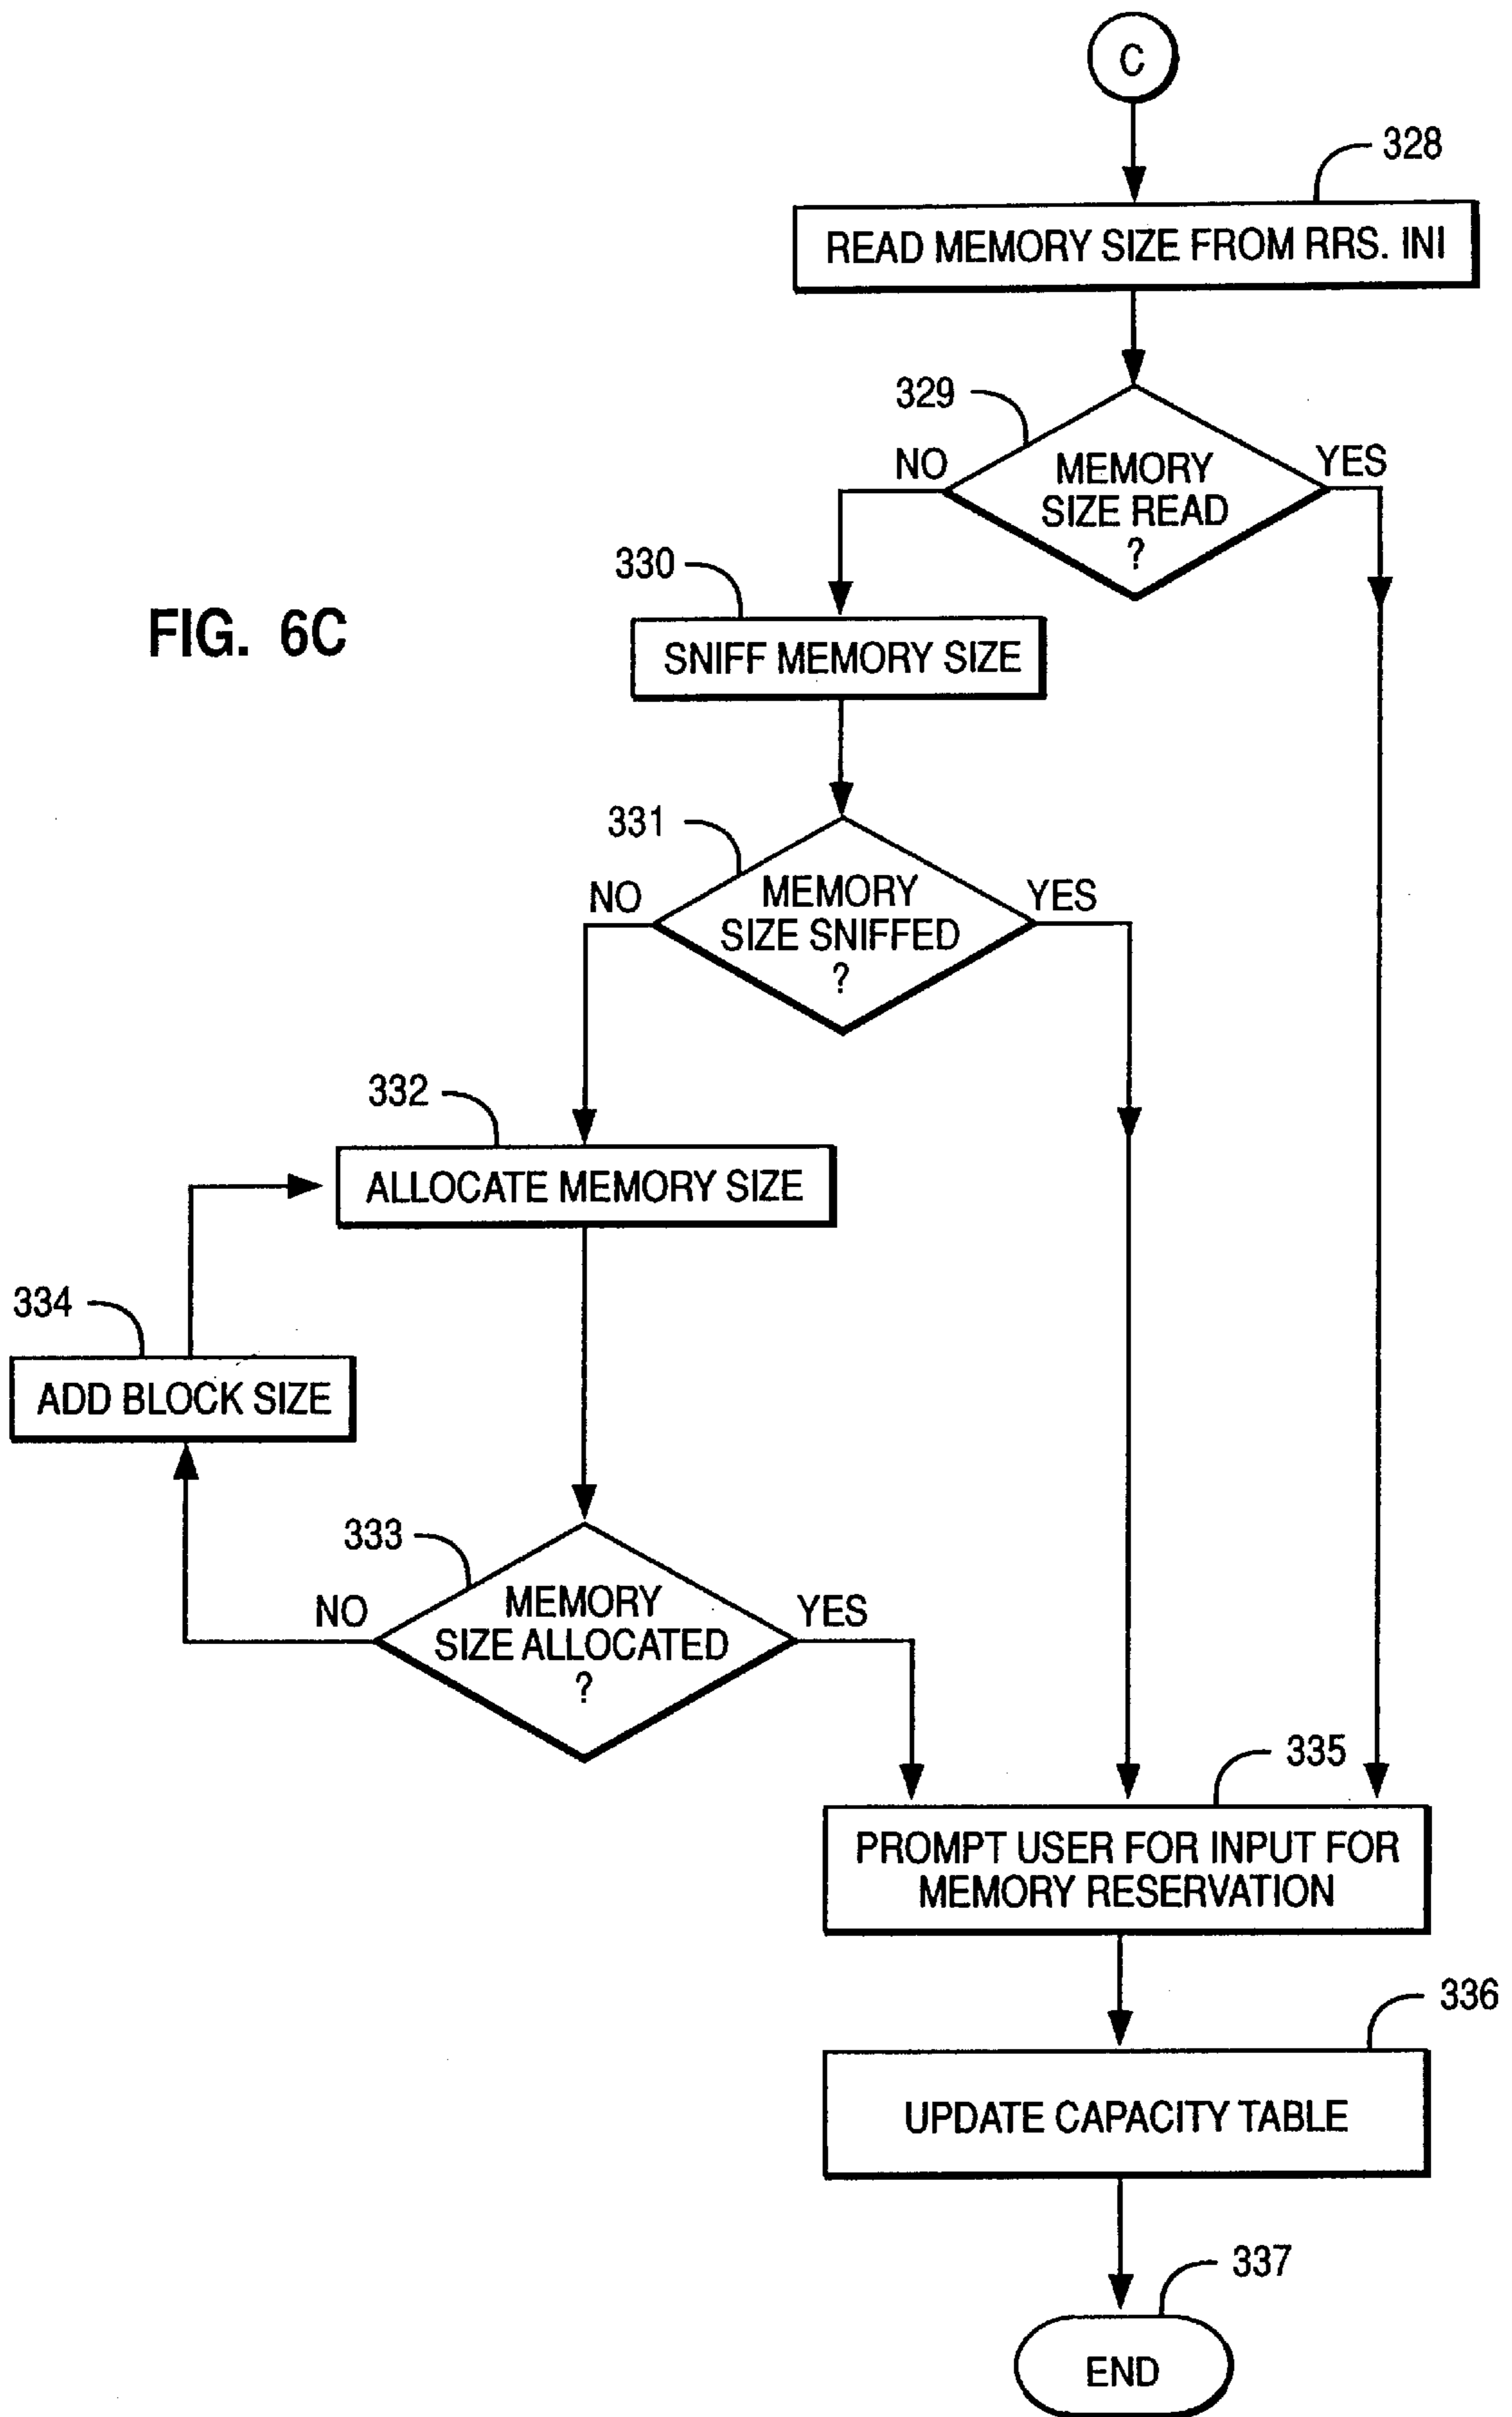 C
328
READ MEMORY SIZE FROM RRS. INI
329
NO
YES
MEMORY
SIZE READ
?
330
FIG. 6C
SNIFF MEMORY SIZE
331
NO
YES
MEMORY
SIZE SNIFFED
?
332
ALLOCATE MEMORY SIZE
334
ADD BLOCK SIZE
333
NO
YES
MEMORY
SIZE ALLOCATED
?
335
PROMPT USER FOR INPUT FOR
MEMORY RESERVATION
336
UPDATE CAPACITY TABLE
337
END